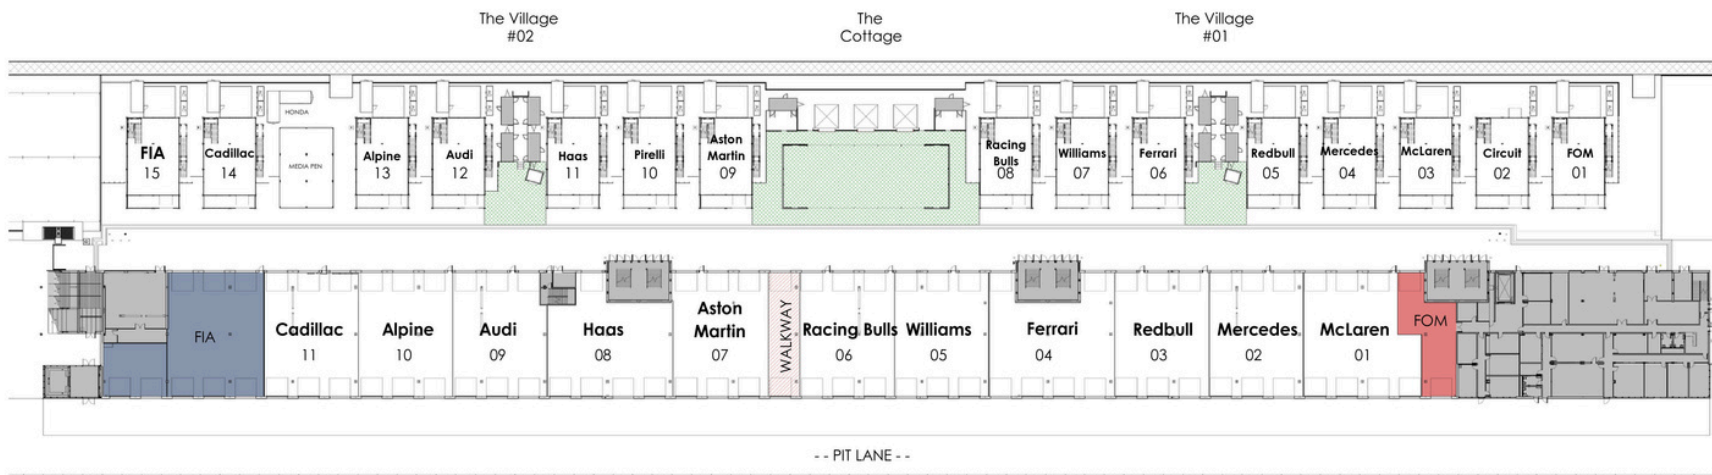 The Village
#02
The
Cottage
The Village
#01
HONDA
MEDIA PEN
FIA
15
Cadillac
14
Alpine
13
Audi
12
Haas
11
Pirelli
10
Aston
Martin
09
Racing
Bulls
08
Williams
07
Ferrari
06
Redbull
05
Mercedes
04
McLaren
03
Circuit
02
FOM
01
FIA
Cadillac
11
Alpine
10
Audi
09
Haas
08
Aston
Martin
07
WALKWAY
Racing Bulls
06
Williams
05
Ferrari
04
Redbull
03
Mercedes
02
McLaren
01
FOM
- - PIT LANE - -